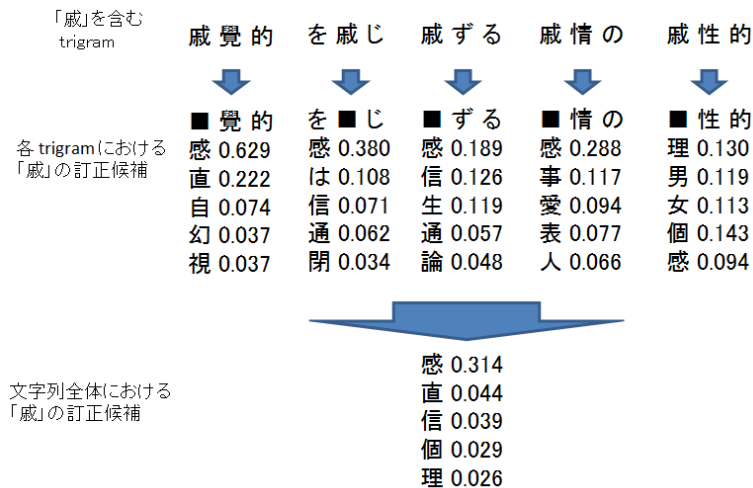 「戚」を含む
trigram
戚覺的 を戚じ 戚ずる 戚情の 戚性的
各trigramにおける
「戚」の訂正候補
■覺的 を■じ ■ずる ■情の ■性的
感 0.629 感 0.380 感 0.189 感 0.288 理 0.130
直 0.222 は 0.108 信 0.126 事 0.117 男 0.119
自 0.074 信 0.071 生 0.119 愛 0.094 女 0.113
幻 0.037 通 0.062 通 0.057 表 0.077 個 0.143
視 0.037 閉 0.034 論 0.048 人 0.066 感 0.094
文字列全体における
「戚」の訂正候補
感 0.314
直 0.044
信 0.039
個 0.029
理 0.026